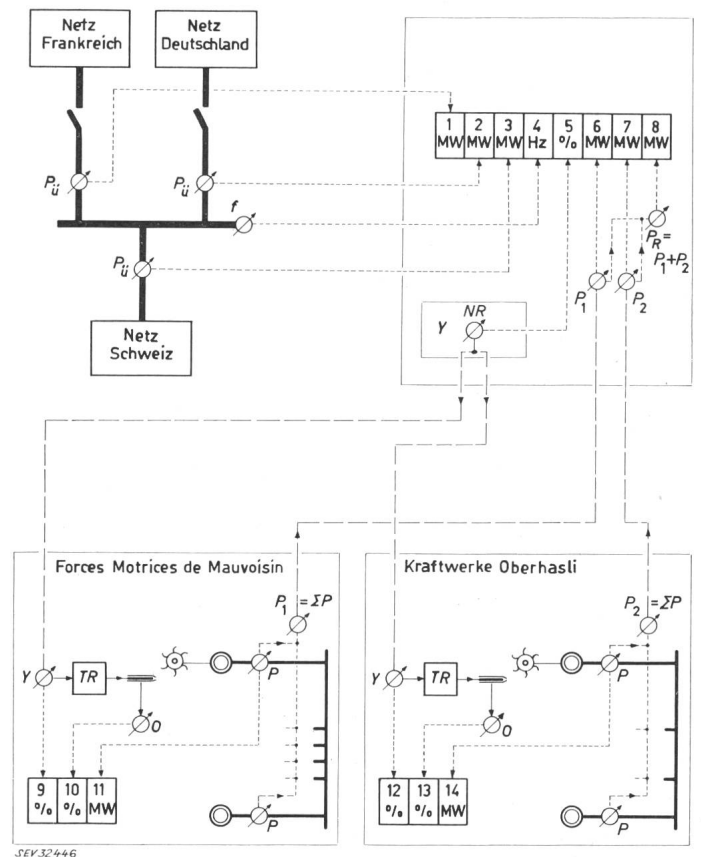 Netz
Frankreich
Netz
Deutschland
1 2 3 4 5 6 7 8
MW MW MW Hz % MW MW MW
Pü
Pü
f
Pü
P_R =
P₁+P₂
P₁
P₂
Netz
Schweiz
Y
NR
Forces Motrices de Mauvoisin
P₁ = ΣP
Y
TR
P
O
9 10 11
% % MW
P
Kraftwerke Oberhasli
P₂ = ΣP
Y
TR
P
O
12 13 14
% % MW
P
SEV32446